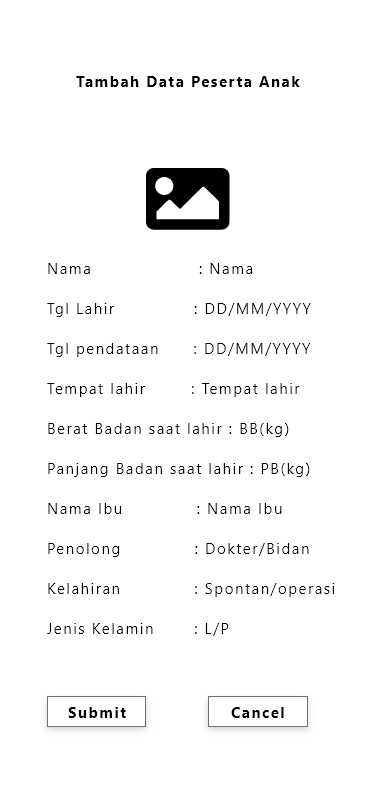 Tambah Data Peserta Anak
Nama : Nama
Tgl Lahir : DD/MM/YYYY
Tgl pendataan : DD/MM/YYYY
Tempat lahir : Tempat lahir
Berat Badan saat lahir : BB(kg)
Panjang Badan saat lahir : PB(kg)
Nama Ibu : Nama Ibu
Penolong : Dokter/Bidan
Kelahiran : Spontan/operasi
Jenis Kelamin : L/P
Submit Cancel